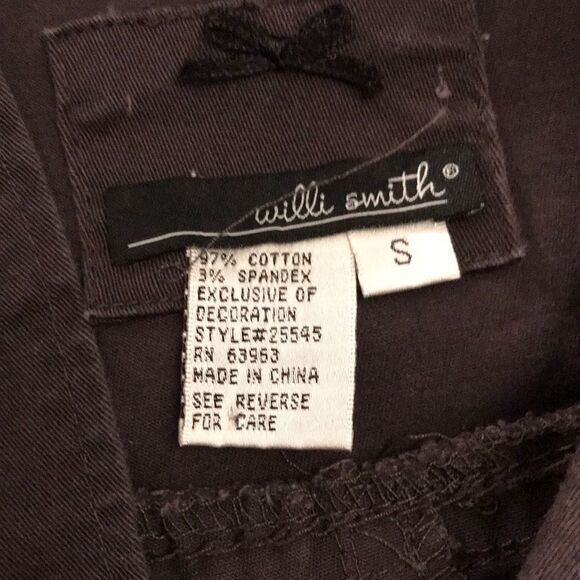 willi smith®
S
97% COTTON
3% SPANDEX
EXCLUSIVE OF
DECORATION
STYLE#25545
RN 63963
MADE IN CHINA
SEE REVERSE
FOR CARE